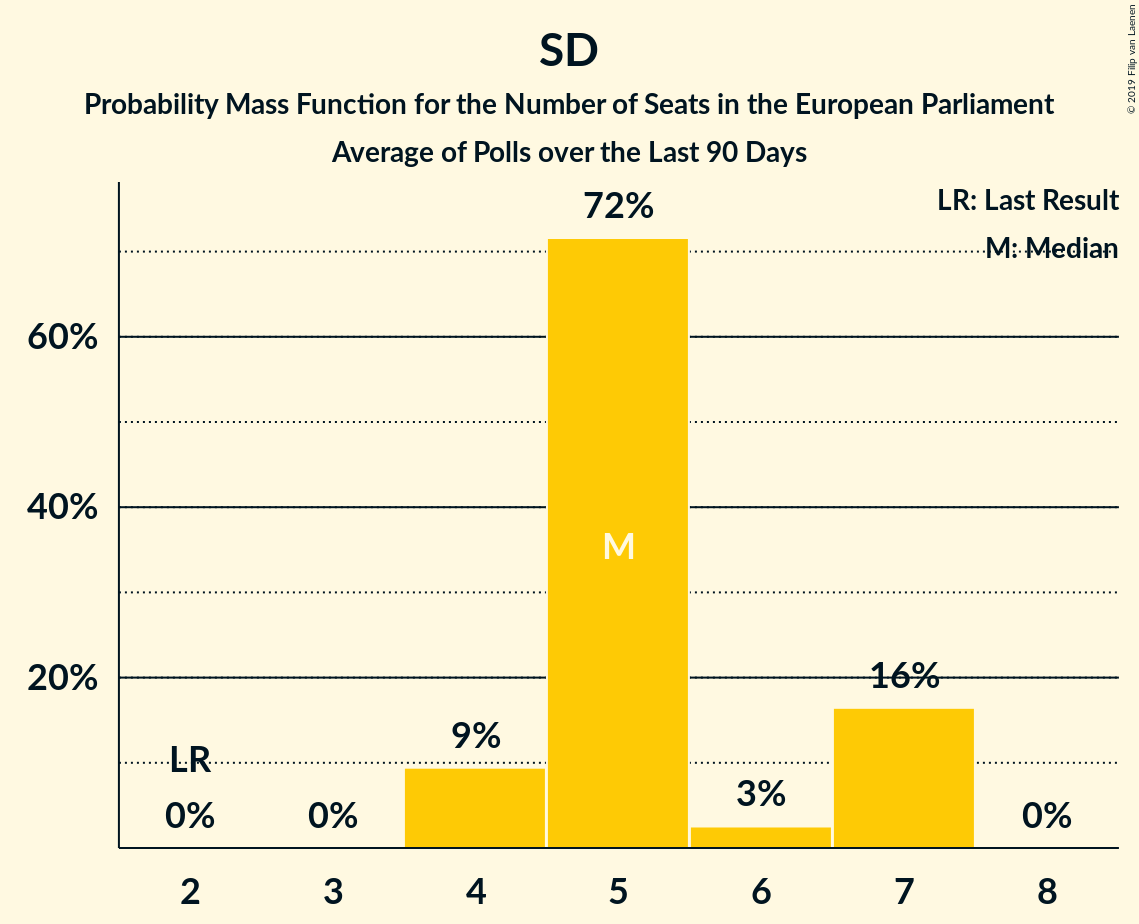 SD
Probability Mass Function for the Number of Seats in the European Parliament
Average of Polls over the Last 90 Days
© 2019 Filip van Laenen
LR: Last Result
M: Median
72%
60%
40%
M
20%
16%
9%
LR
3%
0%
0%
0%
2
3
4
5
6
7
8